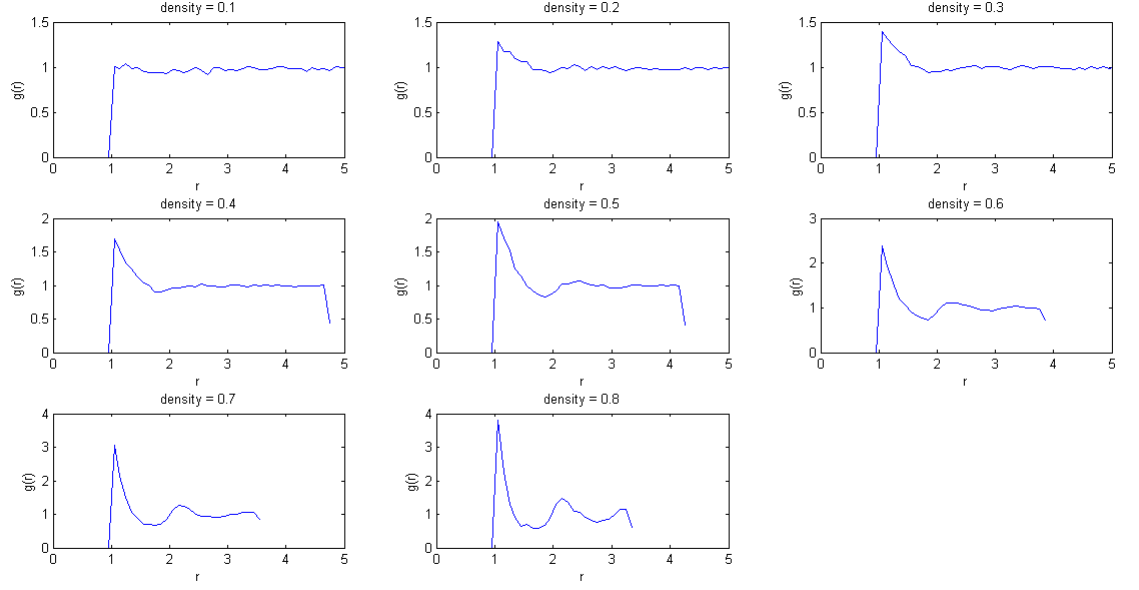 density = 0.1
1.5
1
0.5
0
g(r)
0 1 2 3 4 5
r
density = 0.2
1.5
1
0.5
0
g(r)
0 1 2 3 4 5
r
density = 0.3
1.5
1
0.5
0
g(r)
0 1 2 3 4 5
r
density = 0.4
2
1.5
1
0.5
0
g(r)
0 1 2 3 4 5
r
density = 0.5
2
1.5
1
0.5
0
g(r)
0 1 2 3 4 5
r
density = 0.6
3
2
1
0
g(r)
0 1 2 3 4 5
r
density = 0.7
4
3
2
1
0
g(r)
0 1 2 3 4 5
r
density = 0.8
4
3
2
1
0
g(r)
0 1 2 3 4 5
r